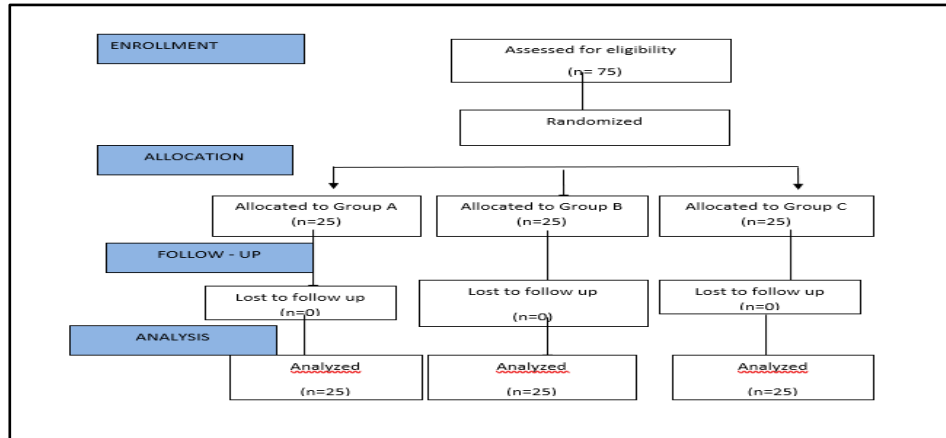 ENROLLMENT
Assessed for eligibility
(n= 75)
Randomized
ALLOCATION
Allocated to Group A
(n=25)
Allocated to Group B
(n=25)
Allocated to Group C
(n=25)
FOLLOW - UP
Lost to follow up
(n=0)
Lost to follow up
(n=0)
Lost to follow up
(n=0)
ANALYSIS
Analyzed
(n=25)
Analyzed
(n=25)
Analyzed
(n=25)